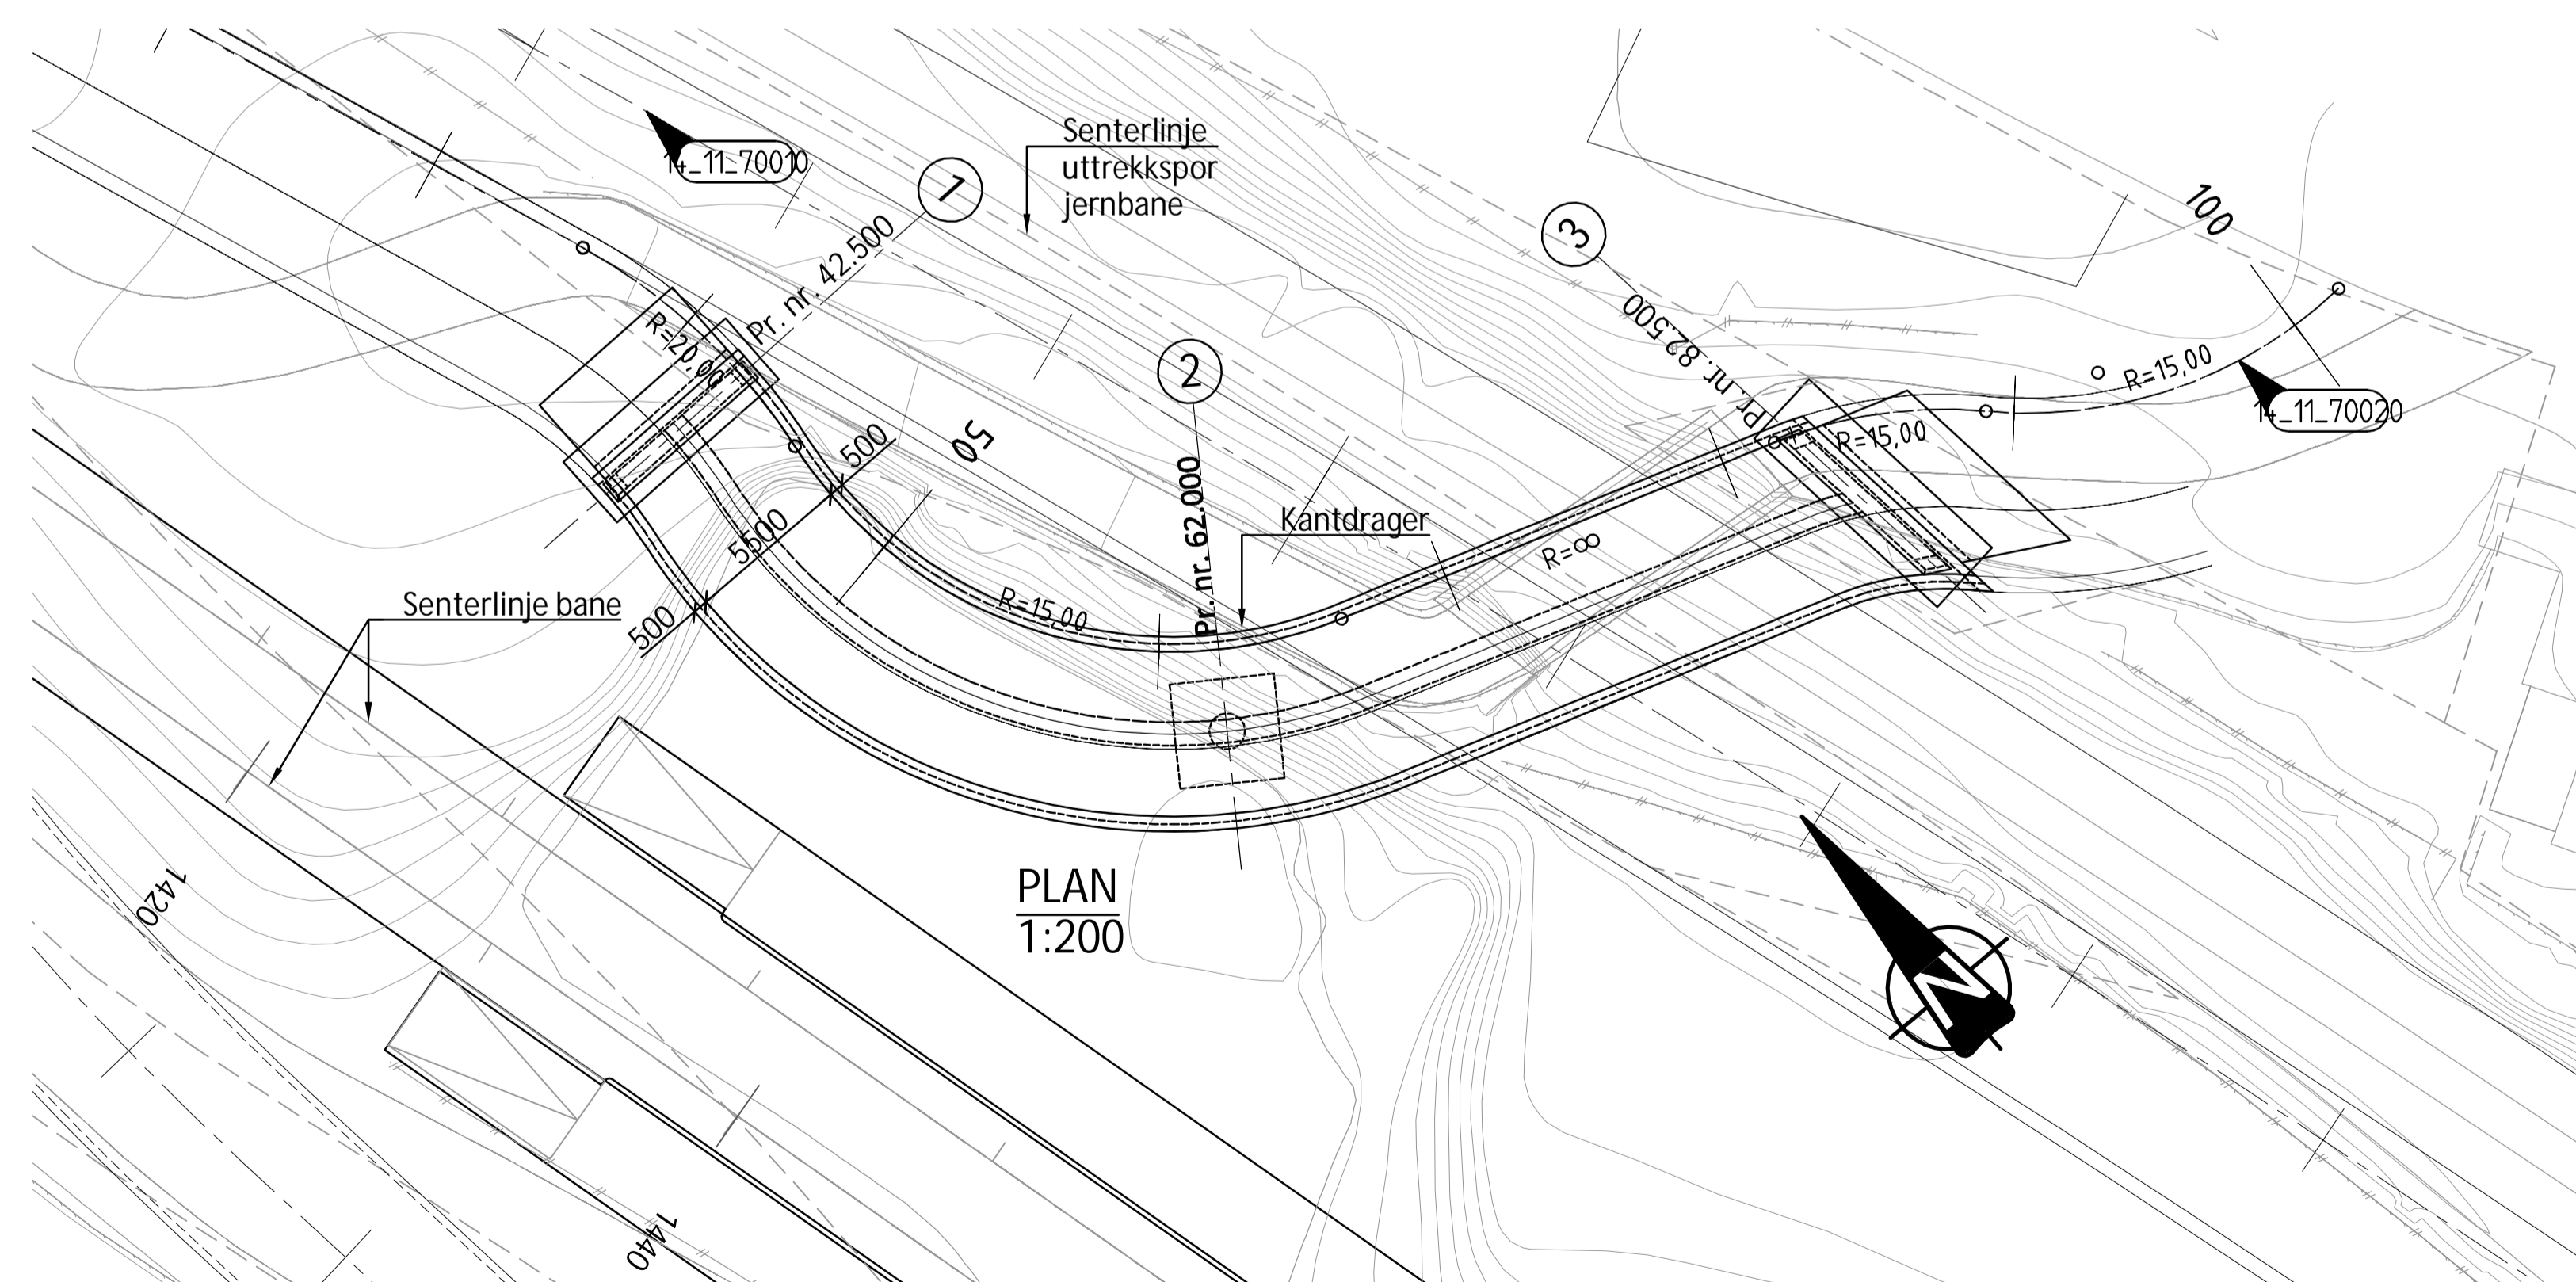 Senterlinje
uttrekkspor
jernbane
14_11_70010
1
Pr. nr. 42.500
3
Pr. nr. 82.500
100
R=20,00
2
Pr. nr. 62.000
50
R=15,00
14_11_70020
R=15,00
500
5500
500
Kantdrager
R=∞
R=15,00
Senterlinje bane
PLAN
1:200
N
1420
1440